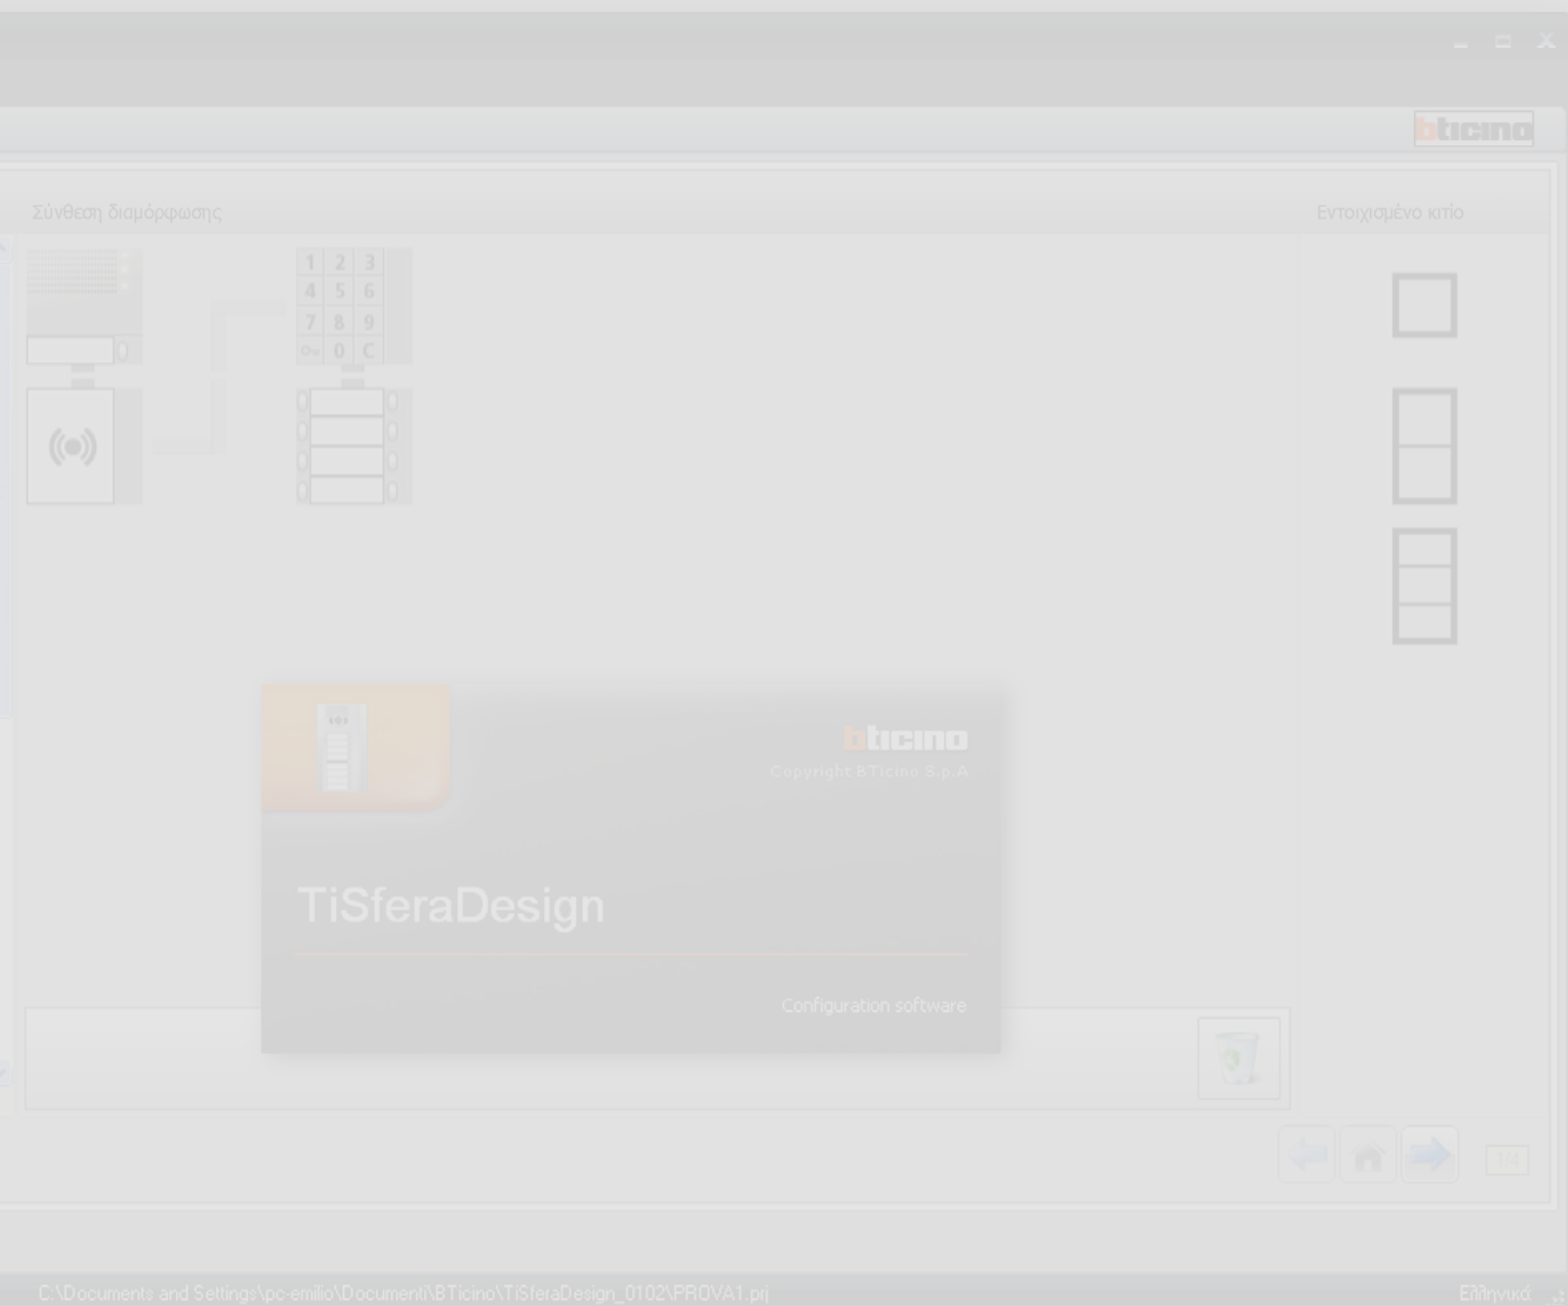 bticino
Σύνθεση διαμόρφωσης
Εντοιχισμένο κιτίο
1 2 3
4 5 6
7 8 9
0 C
bticino
Copyright BTicino S.p.A
TiSferaDesign
Configuration software
1/4
C:\Documents and Settings\pc-emilio\Documenti\BTicino\TiSferaDesign_0102\PROVA1.prj
Ελληνικά